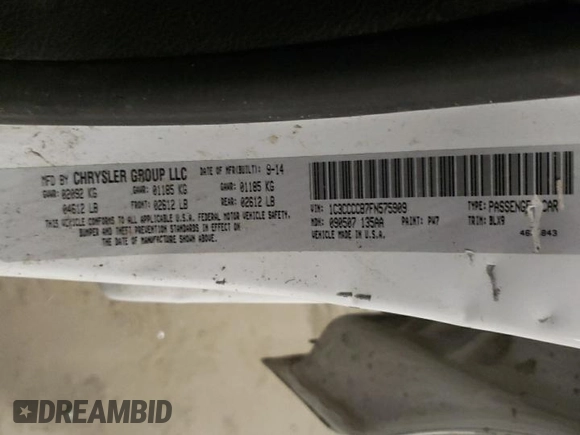 MFD BY CHRYSLER GROUP LLC DATE OF MFR(BUILT): 9-14
GVWR: 02092 KG GAWR: 01185 KG GAWR: 01185 KG
04612 LB FRONT: 02612 LB REAR: 02612 LB
THIS VEHICLE CONFORMS TO ALL APPLICABLE U.S.A. FEDERAL MOTOR VEHICLE SAFETY,
BUMPER AND THEFT PREVENTION STANDARDS IN EFFECT ON
THE DATE OF MANUFACTURE SHOWN ABOVE.
VIN: 1C3CCCCB7FN575909 TYPE: PASSENGER CAR
MDH: 090507 135AA PAINT: PW7 TRIM: BLX9
VEHICLE MADE IN U.S.A.
DREAMBID